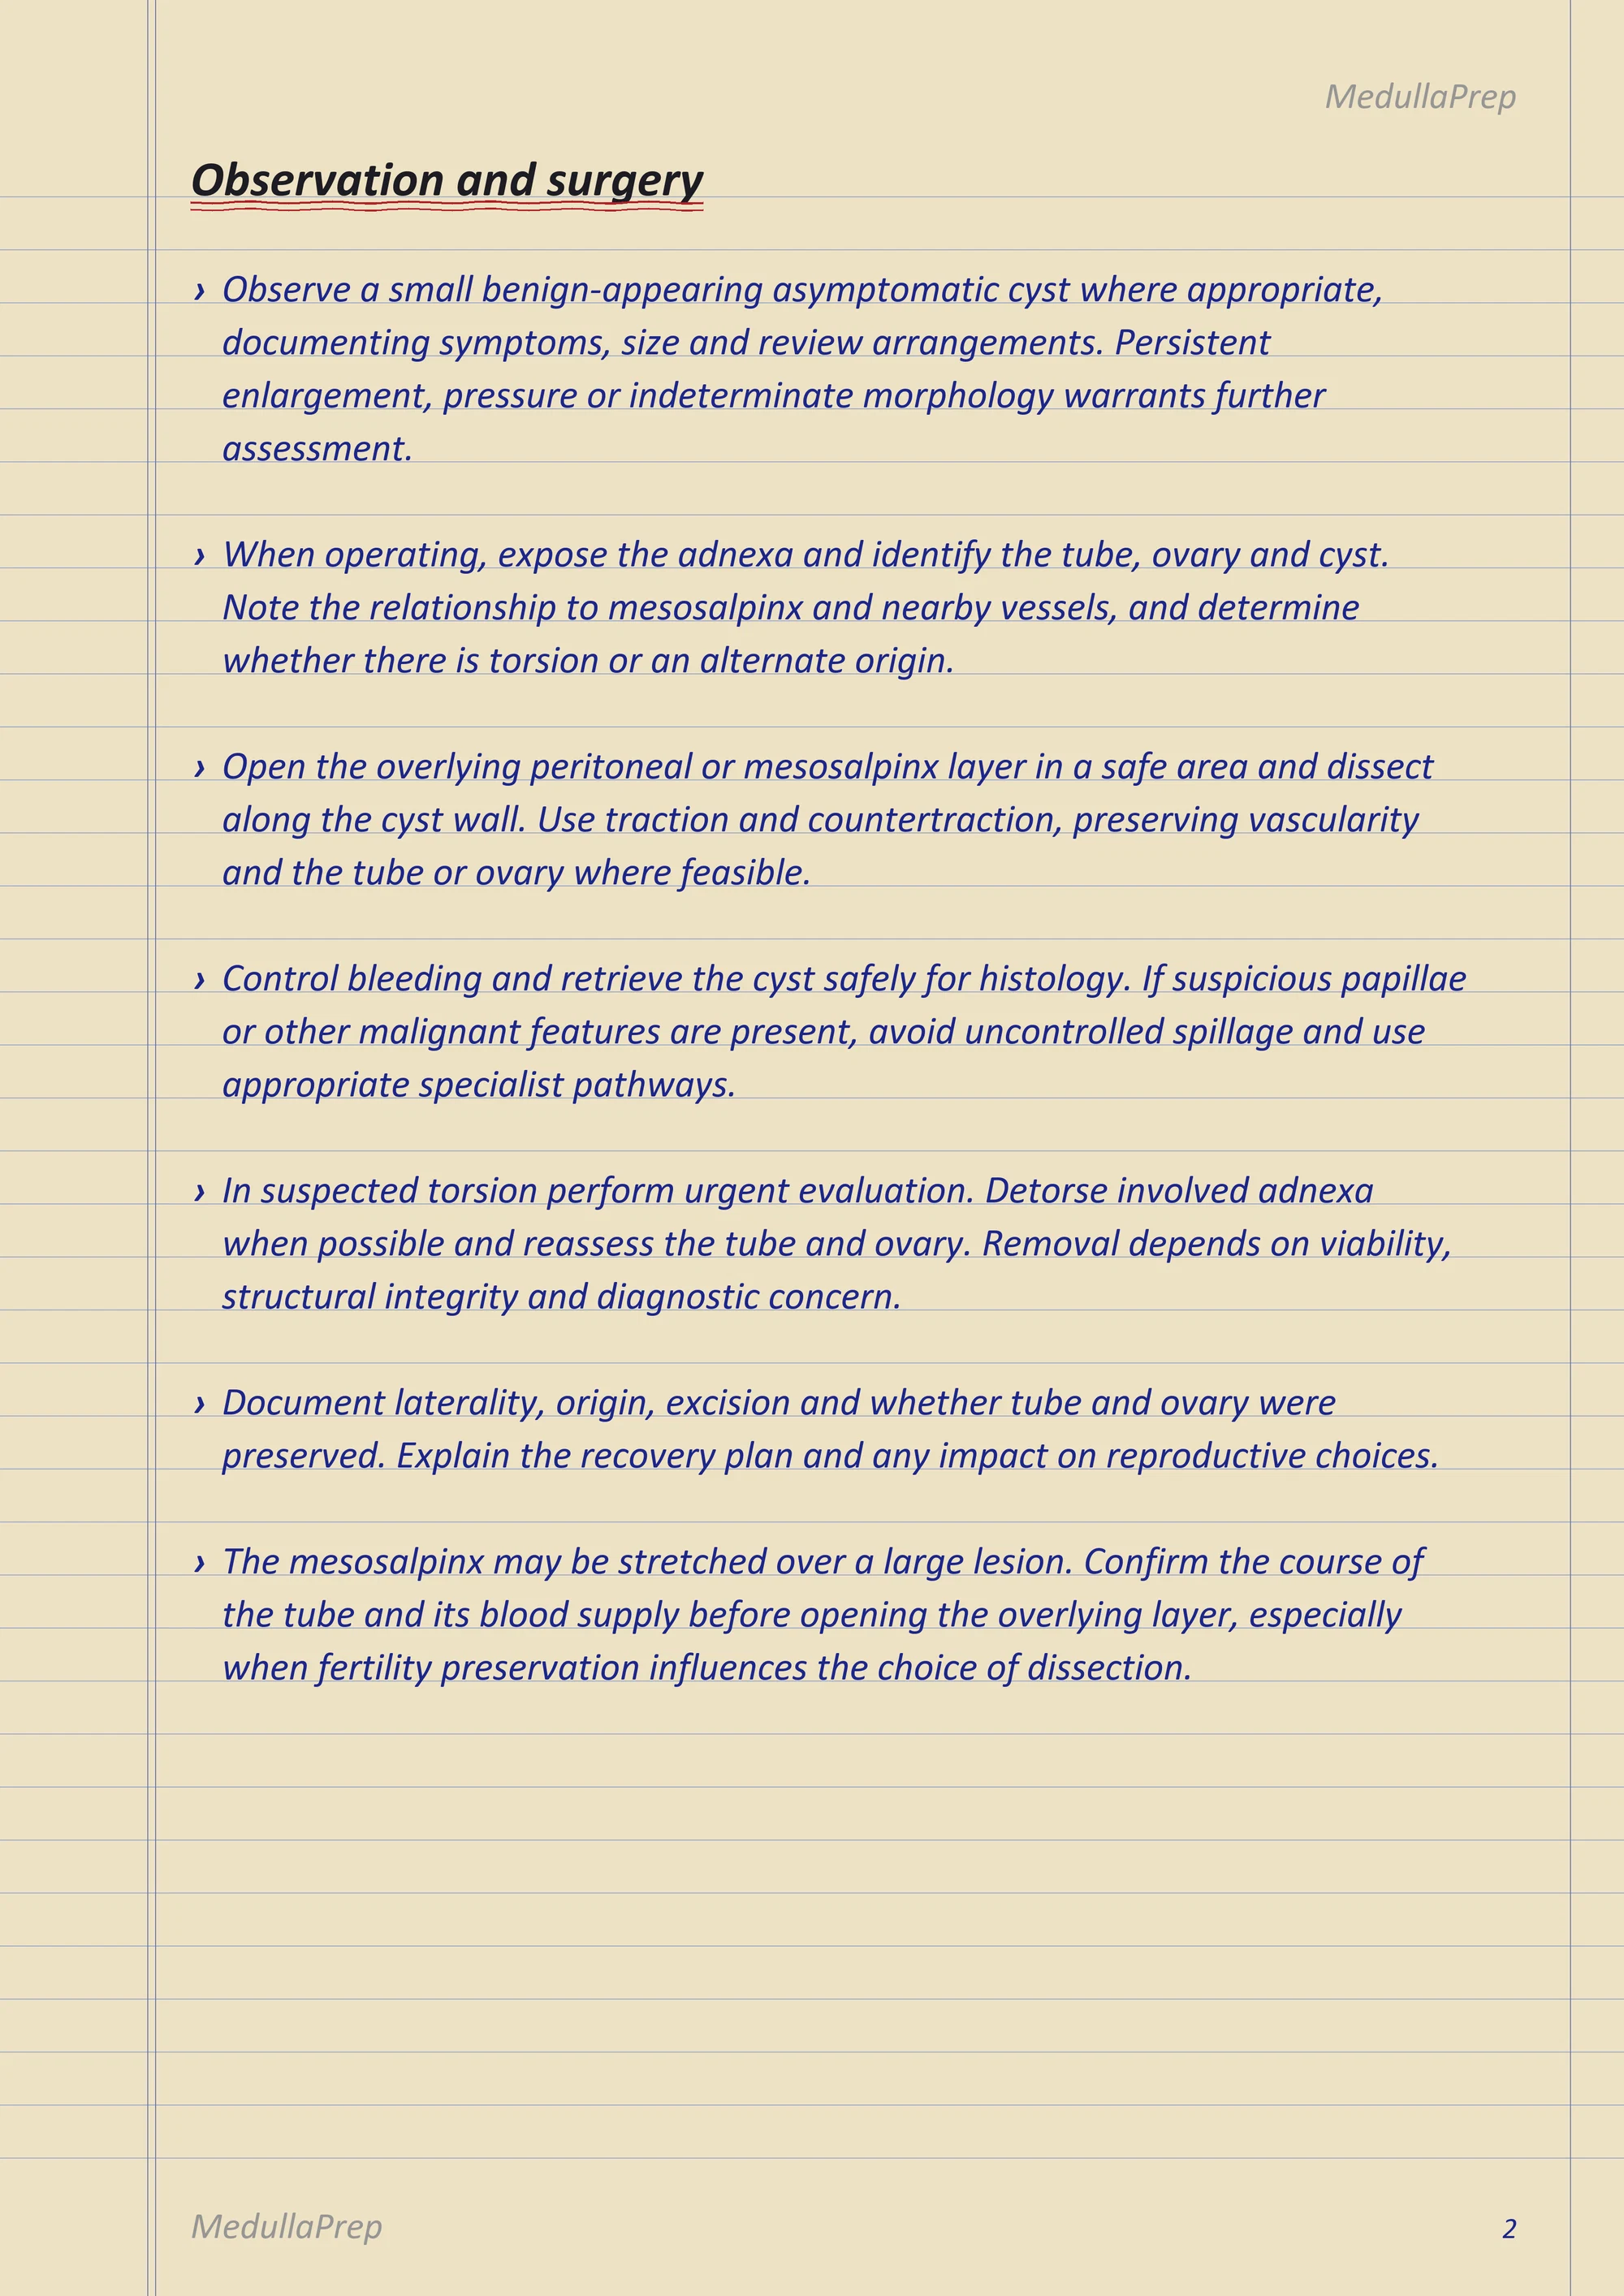 MedullaPrep
Observation and surgery
› Observe a small benign-appearing asymptomatic cyst where appropriate,
documenting symptoms, size and review arrangements. Persistent
enlargement, pressure or indeterminate morphology warrants further
assessment.
› When operating, expose the adnexa and identify the tube, ovary and cyst.
Note the relationship to mesosalpinx and nearby vessels, and determine
whether there is torsion or an alternate origin.
› Open the overlying peritoneal or mesosalpinx layer in a safe area and dissect
along the cyst wall. Use traction and countertraction, preserving vascularity
and the tube or ovary where feasible.
› Control bleeding and retrieve the cyst safely for histology. If suspicious papillae
or other malignant features are present, avoid uncontrolled spillage and use
appropriate specialist pathways.
› In suspected torsion perform urgent evaluation. Detorse involved adnexa
when possible and reassess the tube and ovary. Removal depends on viability,
structural integrity and diagnostic concern.
› Document laterality, origin, excision and whether tube and ovary were
preserved. Explain the recovery plan and any impact on reproductive choices.
› The mesosalpinx may be stretched over a large lesion. Confirm the course of
the tube and its blood supply before opening the overlying layer, especially
when fertility preservation influences the choice of dissection.
MedullaPrep
2